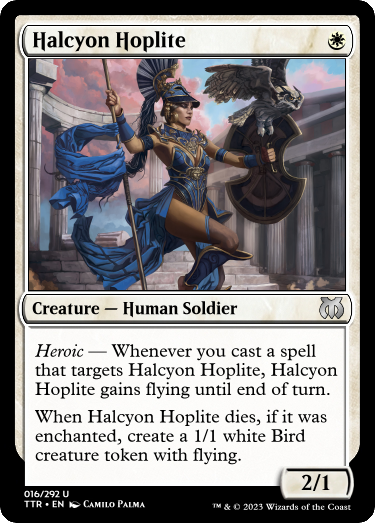 Halcyon Hoplite
Creature — Human Soldier
Heroic — Whenever you cast a spell
that targets Halcyon Hoplite, Halcyon
Hoplite gains flying until end of turn.
When Halcyon Hoplite dies, if it was
enchanted, create a 1/1 white Bird
creature token with flying.
2/1
016/292 U
TTR • EN Camilo Palma
™ & © 2023 Wizards of the Coast